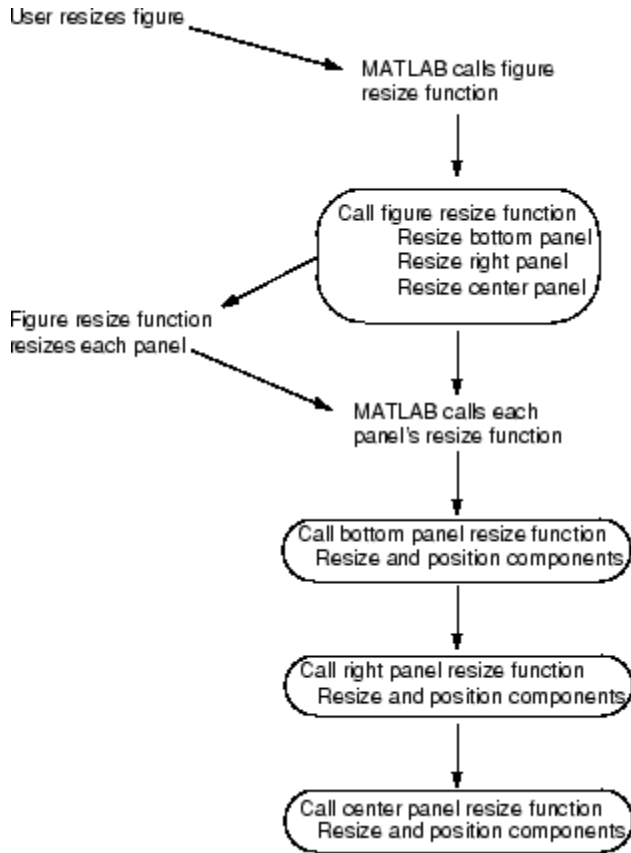 User resizes figure
MATLAB calls figure
resize function
Call figure resize function
Resize bottom panel
Resize right panel
Resize center panel
Figure resize function
resizes each panel
MATLAB calls each
panel's resize function
Call bottom panel resize function
Resize and position components
Call right panel resize function
Resize and position components
Call center panel resize function
Resize and position components